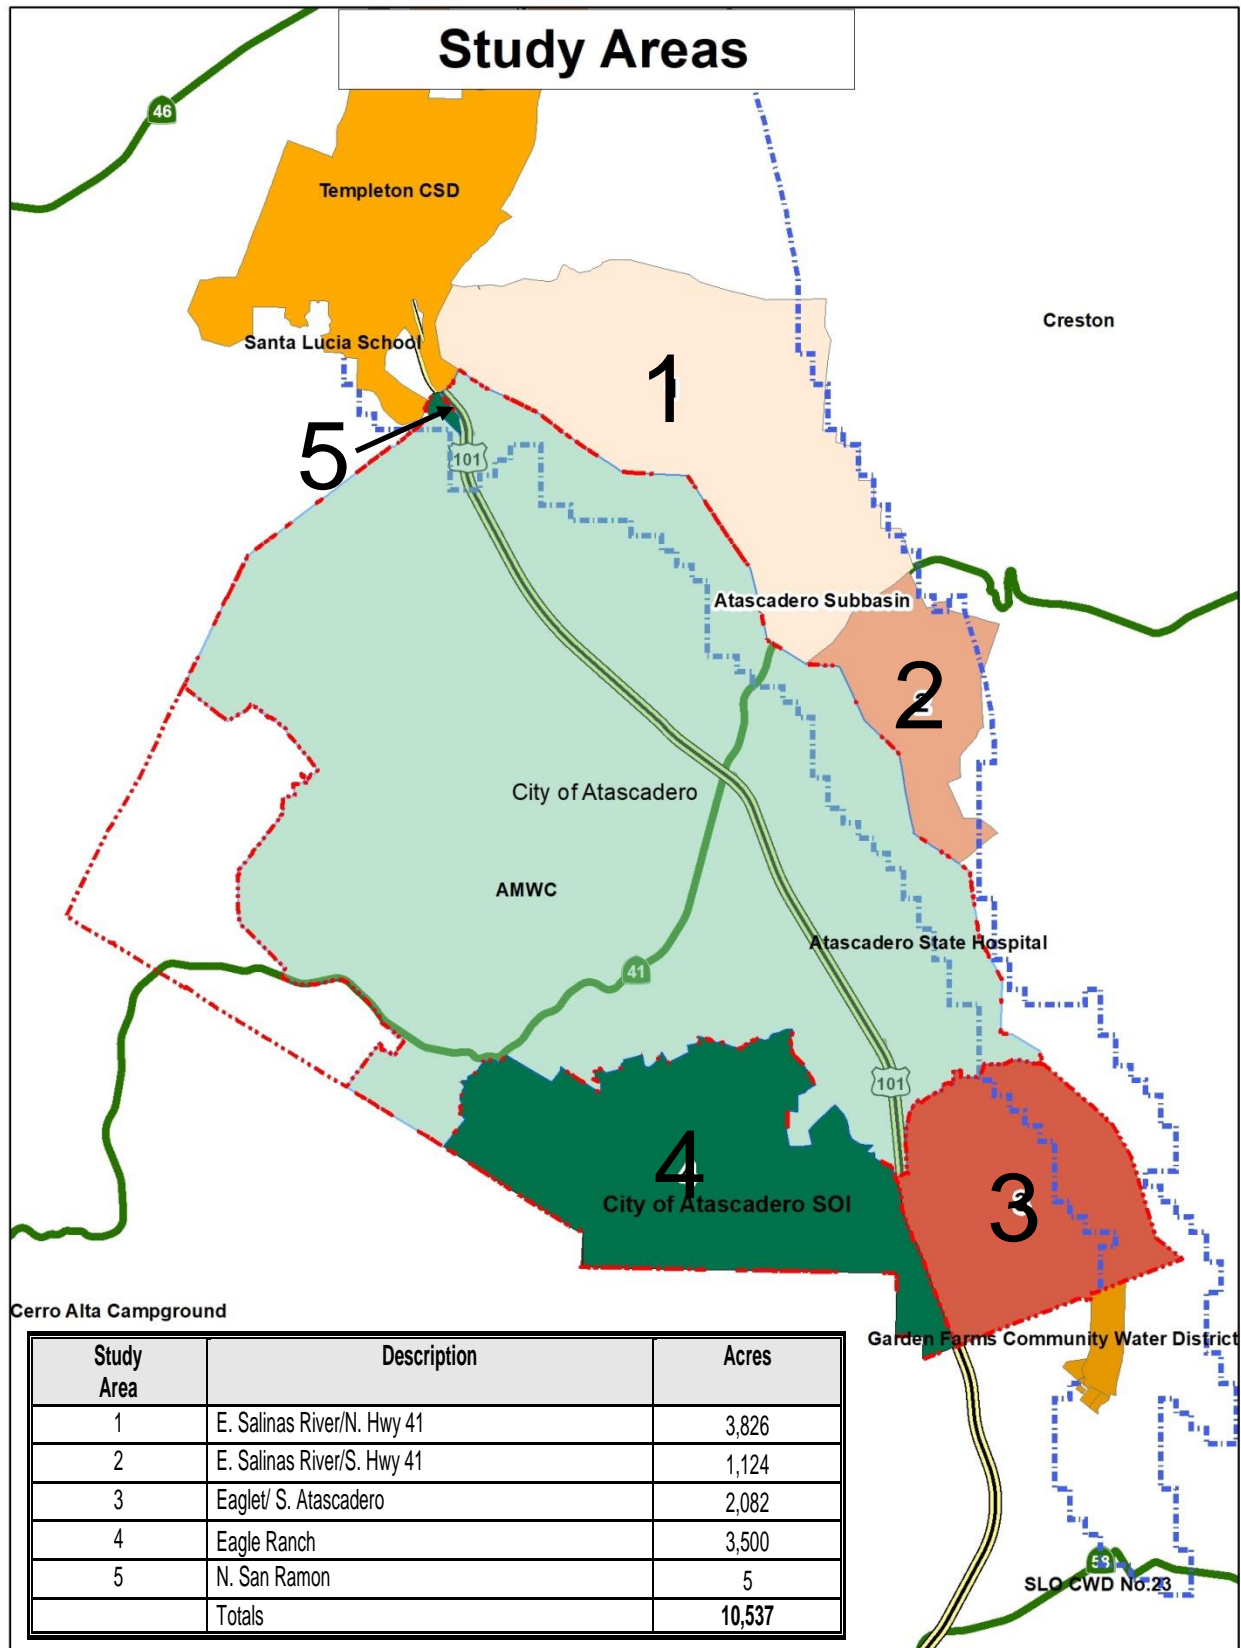 Study Areas
46
Templeton CSD
Creston
Santa Lucia School
1
5
101
Atascadero Subbasin
2
City of Atascadero
AMWC
Atascadero State Hospital
41
101
4
City of Atascadero SOI
3
Cerro Alta Campground
Garden Farms Community Water District
58
SLO CWD No.23
Study Area Description Acres
1 E. Salinas River/N. Hwy 41 3,826
2 E. Salinas River/S. Hwy 41 1,124
3 Eaglet/ S. Atascadero 2,082
4 Eagle Ranch 3,500
5 N. San Ramon 5
Totals 10,537